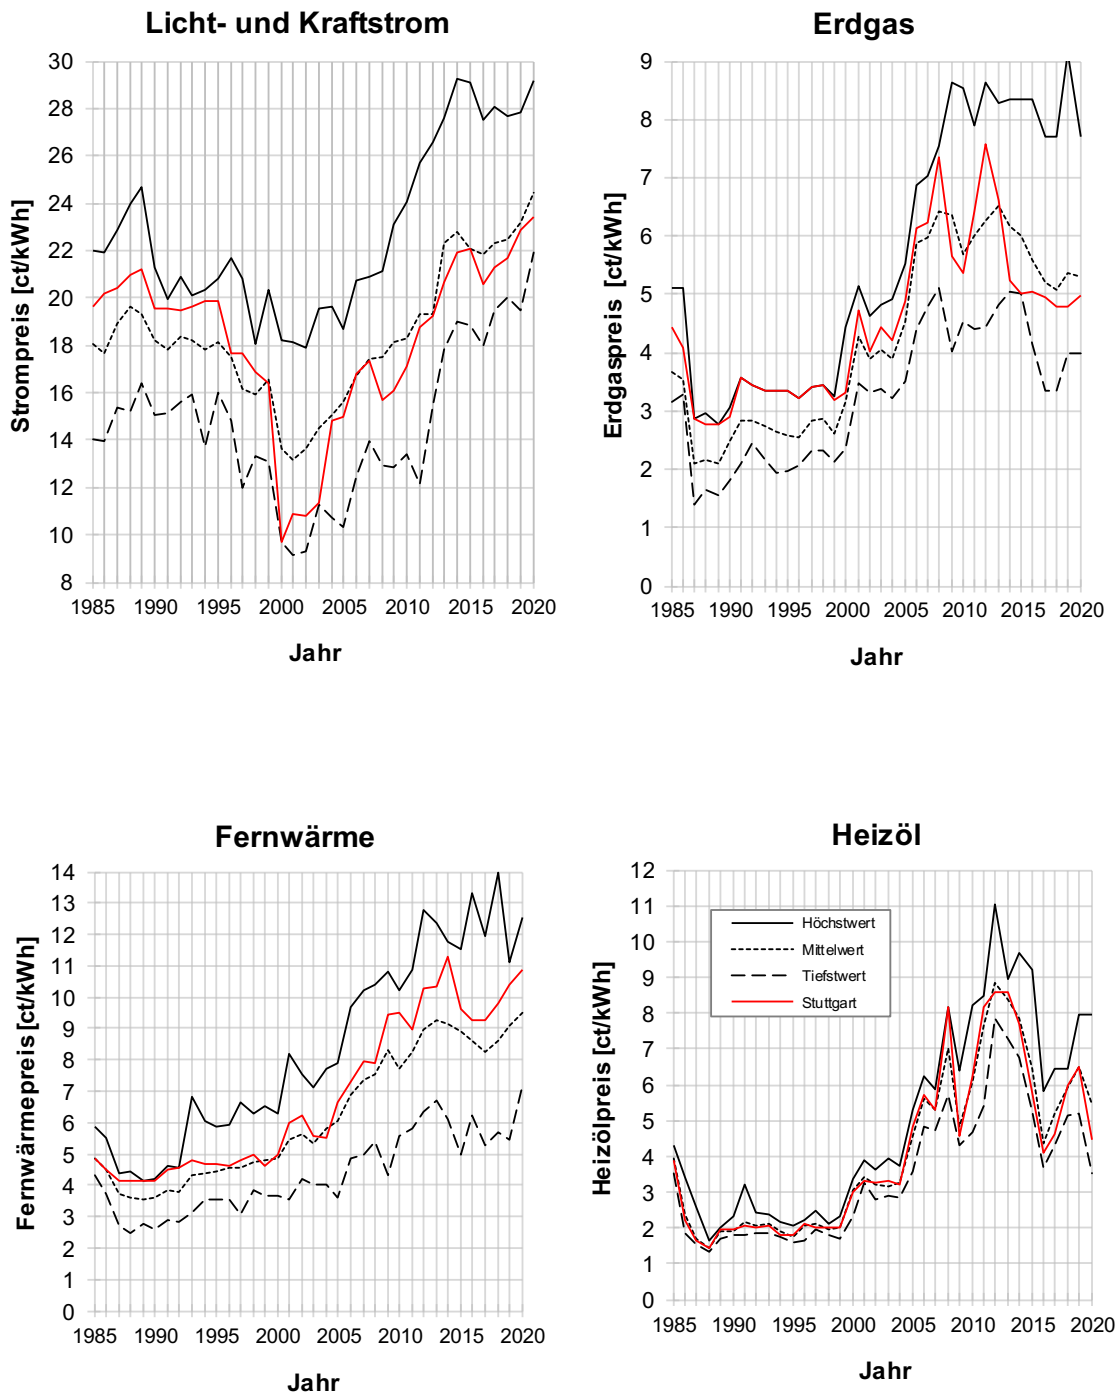 Licht- und Kraftstrom
30
28
26
24
22
20
18
16
14
12
10
8
Strompreis [ct/kWh]
1985 1990 1995 2000 2005 2010 2015 2020
Jahr
Erdgas
9
8
7
6
5
4
3
2
1
0
Erdgaspreis [ct/kWh]
1985 1990 1995 2000 2005 2010 2015 2020
Jahr
Fernwärme
14
13
12
11
10
9
8
7
6
5
4
3
2
1
0
Fernwärmepreis [ct/kWh]
1985 1990 1995 2000 2005 2010 2015 2020
Jahr
Heizöl
12
11
10
9
8
7
6
5
4
3
2
1
0
Heizölpreis [ct/kWh]
Höchstwert
Mittelwert
Tiefstwert
Stuttgart
1985 1990 1995 2000 2005 2010 2015 2020
Jahr